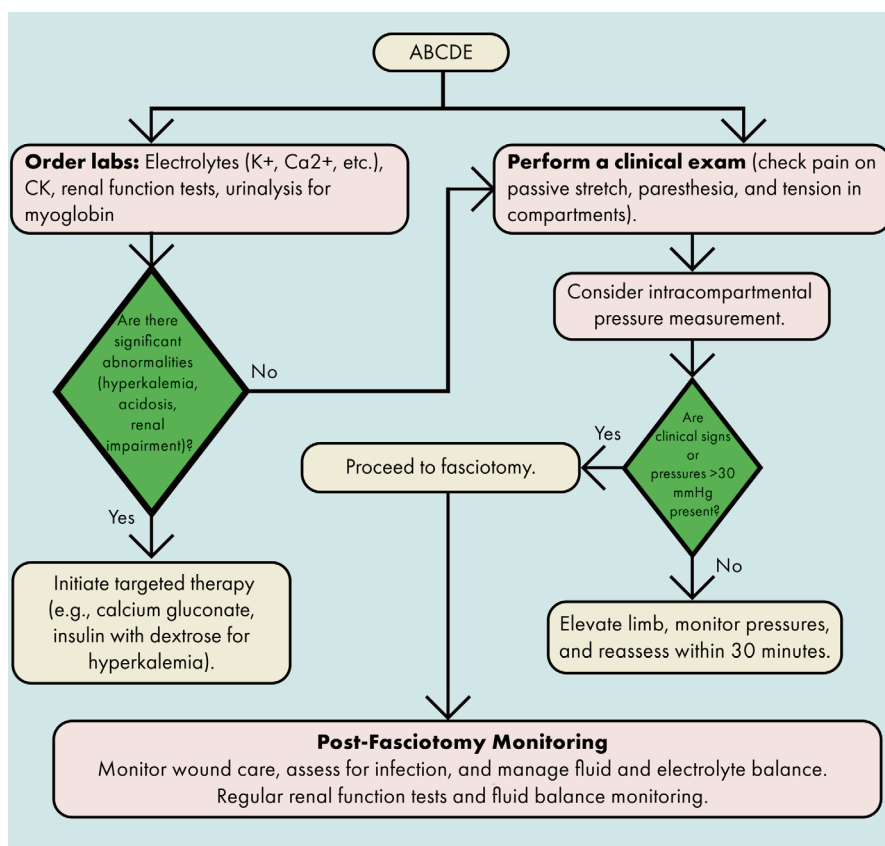 ABCDE
Order labs: Electrolytes (K+, Ca2+, etc.),
CK, renal function tests, urinalysis for
myoglobin
Perform a clinical exam (check pain on
passive stretch, paresthesia, and tension in
compartments).
Consider intracompartmental
pressure measurement.
Are there
significant
abnormalities
(hyperkalemia,
acidosis,
renal
impairment)?
No
Yes
Initiate targeted therapy
(e.g., calcium gluconate,
insulin with dextrose for
hyperkalemia).
Are
clinical signs
or
pressures >30
mmHg
present?
Yes
Proceed to fasciotomy.
No
Elevate limb, monitor pressures,
and reassess within 30 minutes.
Post-Fasciotomy Monitoring
Monitor wound care, assess for infection, and manage fluid and electrolyte balance.
Regular renal function tests and fluid balance monitoring.